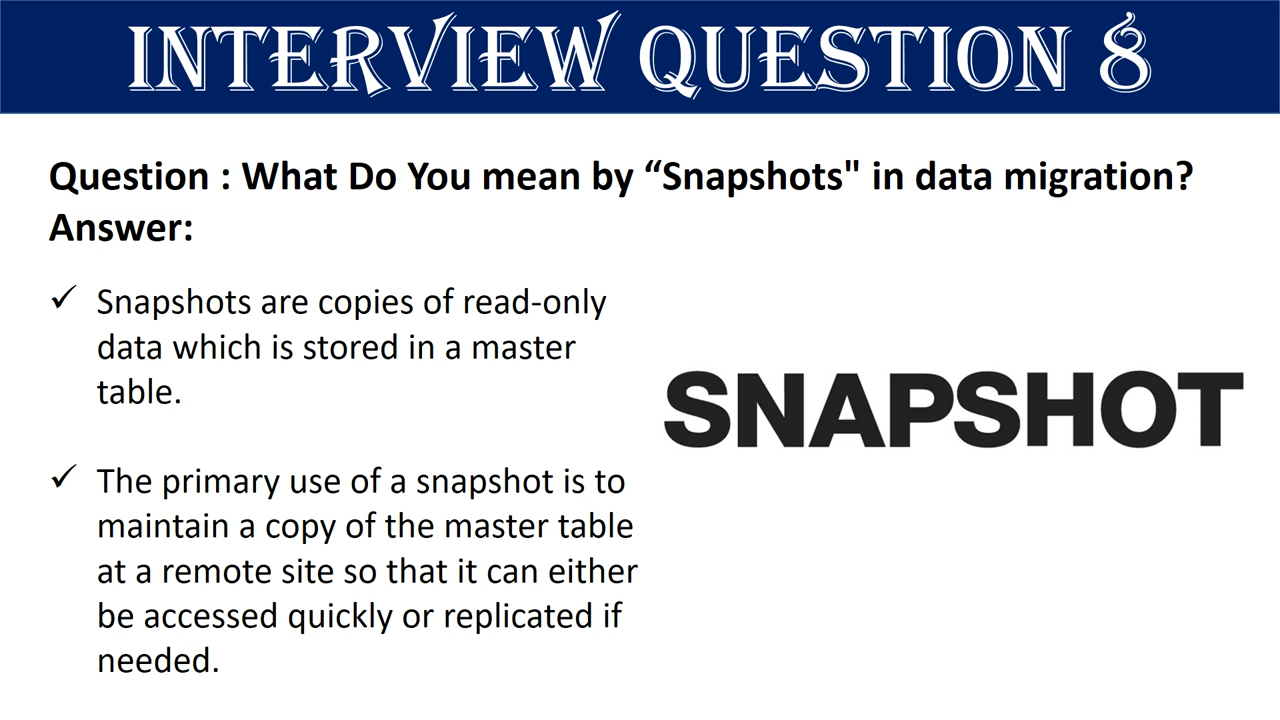 INTERVIEW QUESTION 8
Question : What Do You mean by “Snapshots" in data migration?
Answer:
✓ Snapshots are copies of read-only
data which is stored in a master
table.
SNAPSHOT
✓ The primary use of a snapshot is to
maintain a copy of the master table
at a remote site so that it can either
be accessed quickly or replicated if
needed.